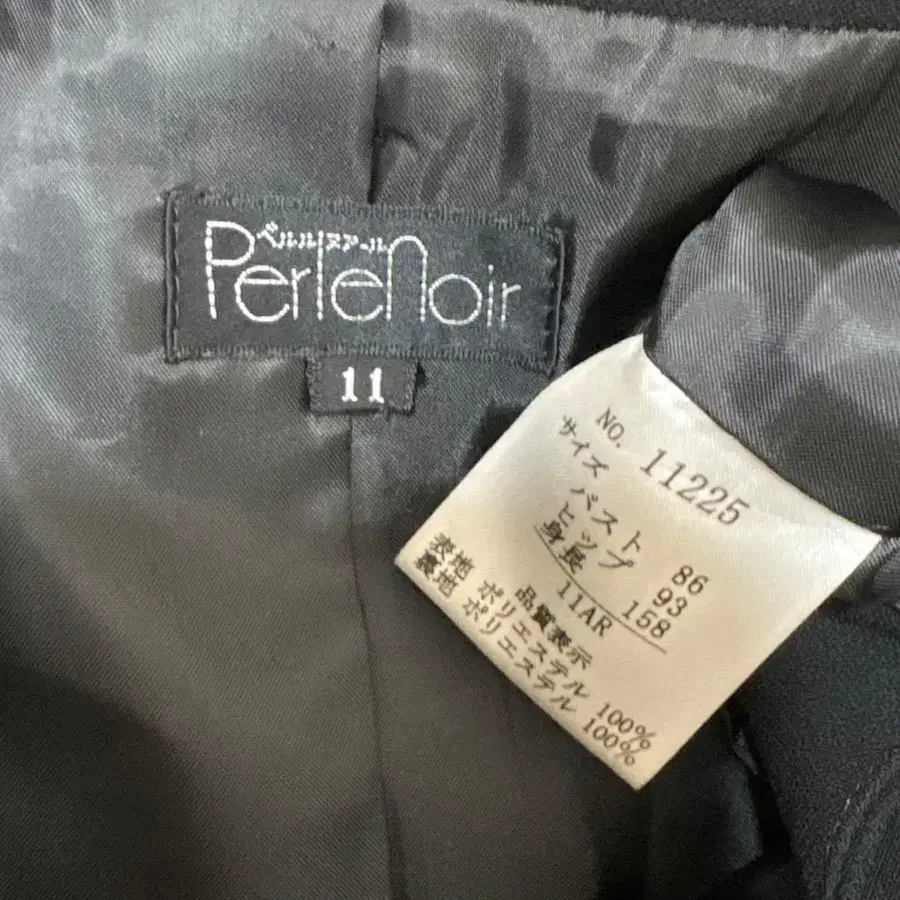 ペルルヌアール
PerleNoir
11
NO. 11225
サイズ
バスト 86
ヒップ 93
身長 158
11AR
品質表示
表地 ポリエステル 100%
裏地 ポリエステル 100%